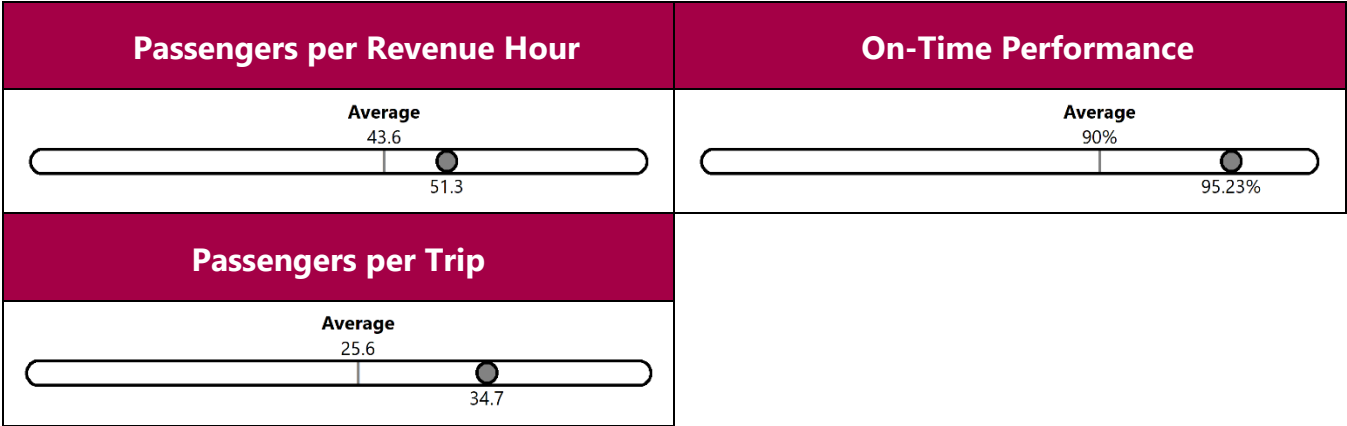 Passengers per Revenue Hour
On-Time Performance
Average
43.6
51.3
Average
90%
95.23%
Passengers per Trip
Average
25.6
34.7